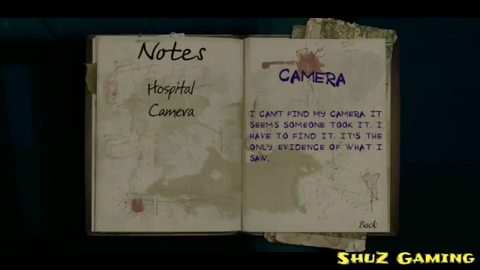 Notes
Hospital
Camera
CAMERA
I CAN'T FIND MY CAMERA. IT
SEEMS SOMEONE TOOK IT. I
HAVE TO FIND IT. IT'S THE
ONLY EVIDENCE OF WHAT I
SAW.
Back
SHUZ GAMING